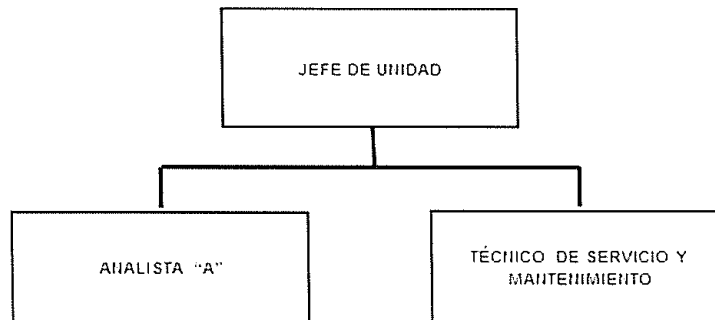 JEFE DE UNIDAD
ANALISTA “A”
TÉCNICO DE SERVICIO Y
MANTENIMIENTO